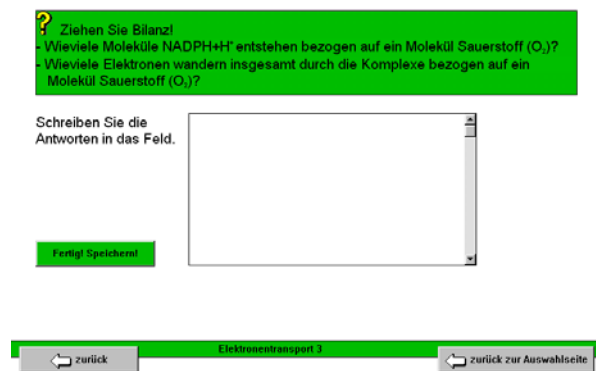 ? Ziehen Sie Bilanz!
- Wieviele Moleküle NADPH+H⁺ entstehen bezogen auf ein Molekül Sauerstoff (O₂)?
- Wieviele Elektronen wandern insgesamt durch die Komplexe bezogen auf ein
Molekül Sauerstoff (O₂)?
Schreiben Sie die
Antworten in das Feld.
Fertig! Speichern!
Elektronentransport 3
zurück
zurück zur Auswahlseite